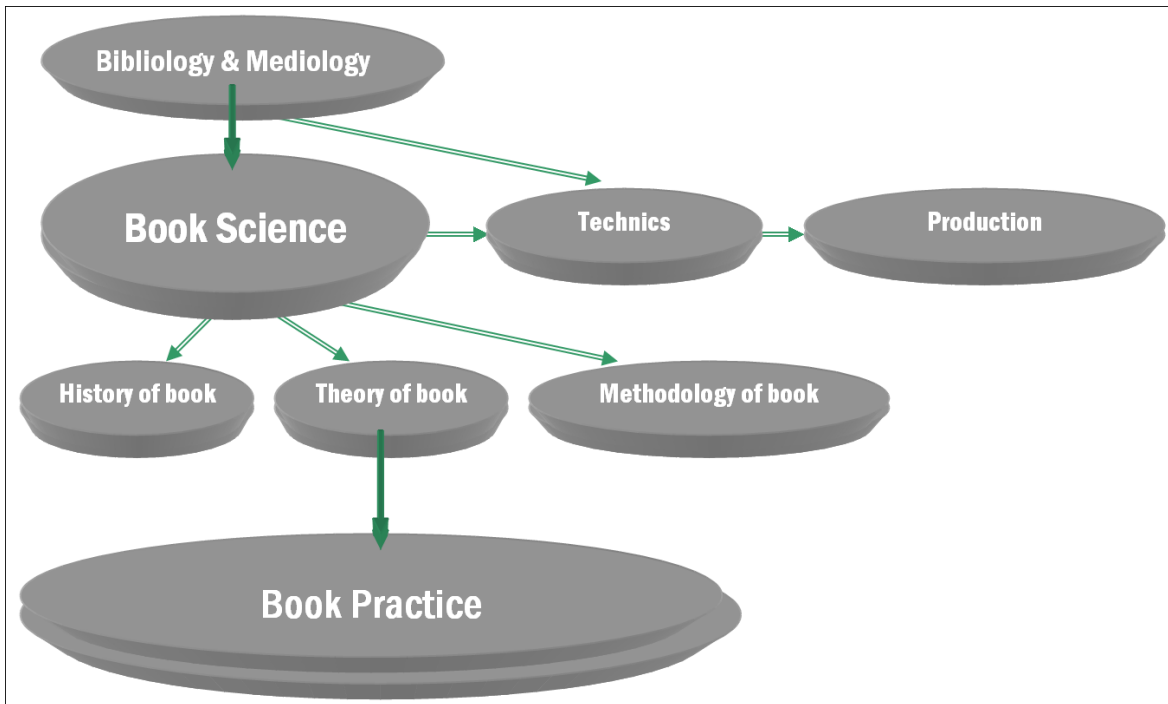 Bibliology & Mediology
Book Science
Technics
Production
History of book
Theory of book
Methodology of book
Book Practice